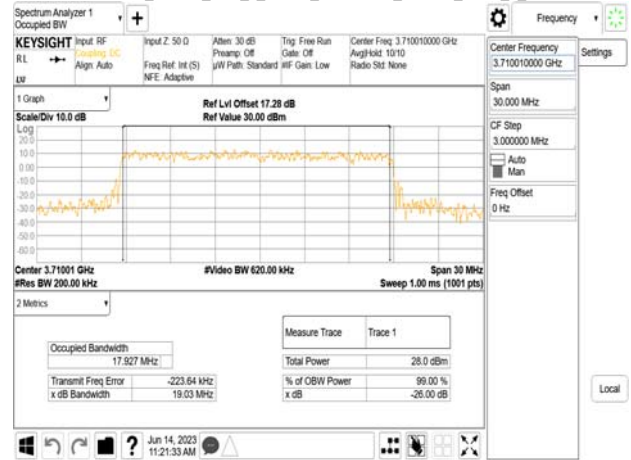 Spectrum Analyzer 1
Occupied BW
Frequency
KEYSIGHT
R L
LV
Input: RF
Coupling: DC
Align: Auto
Input Z: 50 Ω
Freq Ref: Int (S)
NFE: Adaptive
Atten: 30 dB
Preamp: Off
µW Path: Standard
Trig: Free Run
Gate: Off
#IF Gain: Low
Center Freq: 3.710010000 GHz
Avg|Hold: 10/10
Radio Std: None
Center Frequency
3.710010000 GHz
Settings
Span
30.000 MHz
CF Step
3.000000 MHz
Auto
Man
Freq Offset
0 Hz
Local
1 Graph
Scale/Div 10.0 dB
Ref Lvl Offset 17.28 dB
Ref Value 30.00 dBm
Log
20.0
10.0
0.00
-10.0
-20.0
-30.0
-40.0
-50.0
-60.0
Center 3.71001 GHz
#Video BW 620.00 kHz
Span 30 MHz
#Res BW 200.00 kHz
Sweep 1.00 ms (1001 pts)
2 Metrics
Measure Trace Trace 1
Occupied Bandwidth
17.927 MHz
Total Power 28.0 dBm
Transmit Freq Error -223.64 kHz
% of OBW Power 99.00 %
x dB Bandwidth 19.03 MHz
x dB -26.00 dB
?
Jun 14, 2023
11:21:33 AM